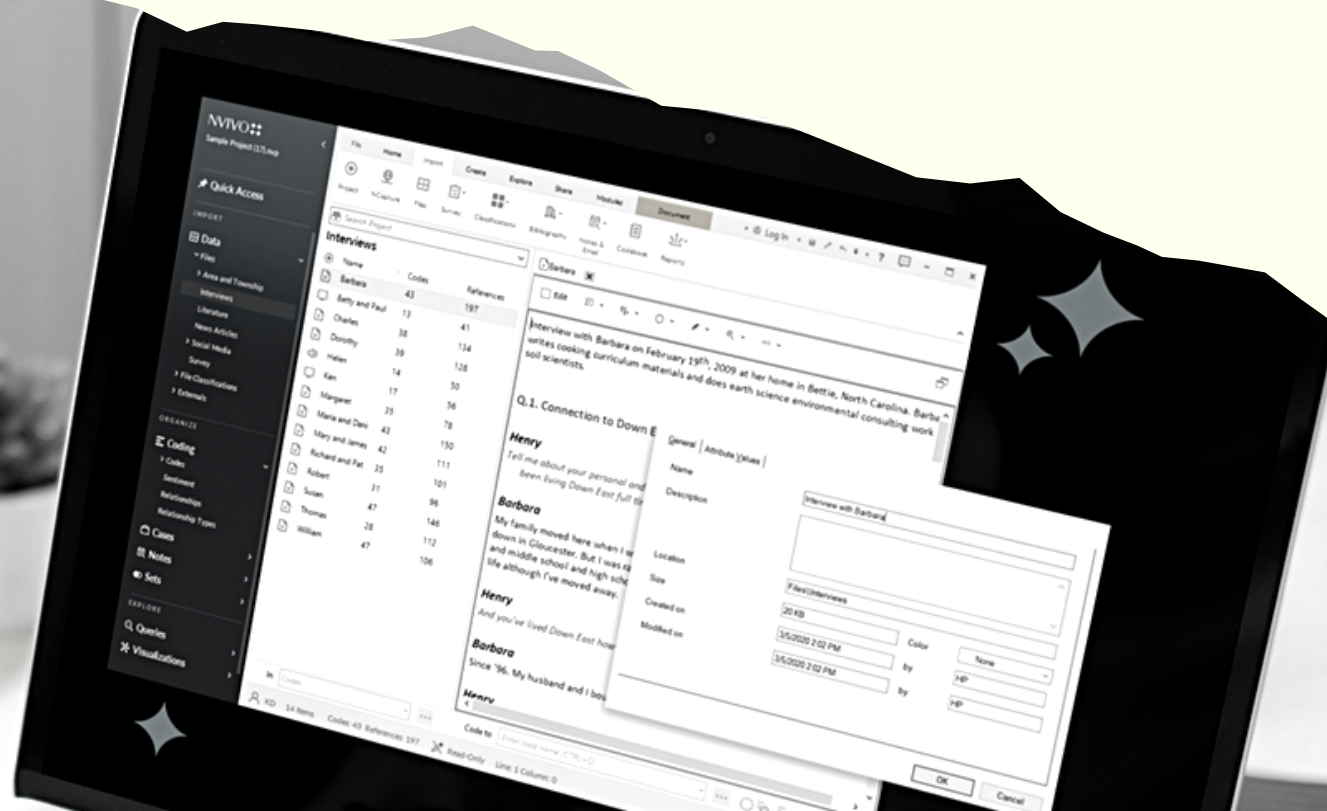 NVIVO
Sample Project (17).nvp
Quick Access
IMPORT
Data
Files
Area and Township
Interviews
Literature
News Articles
Social Media
Survey
File Classifications
Externals
ORGANIZE
Coding
Codes
Sentiment
Relationships
Relationship Types
Cases
Notes
Sets
EXPLORE
Queries
Visualizations
File Home Import Create Explore Share Modules Document
Log In
Project NCapture Files Survey Classifications Bibliography Notes & Email Codebook Reports
Search Project
Interviews
Name Codes References
Barbara 43 197
Betty and Paul 13 41
Charles 38 134
Dorothy 39 128
Helen 14 50
Ken 17 56
Margaret 35 78
Maria and Dani 43 150
Mary and James 42 111
Richard and Pat 35 101
Robert 31 96
Susan 47 146
Thomas 28 112
William 47 106
In Codes
KD 14 Items Codes: 43 References: 197 Read-Only Line: 1 Column: 0
Barbara
Edit
Interview with Barbara on February 19th, 2009 at her home in Bettie, North Carolina. Barba
writes cooking curriculum materials and does earth science environmental consulting work
soil scientists.
Q.1. Connection to Down E
Henry
Tell me about your personal and
been living Down East full ti
Barbara
My family moved here when I w
down in Gloucester. But I was ra
and middle school and high scho
life although I've moved away.
Henry
And you've lived Down East how
Barbara
Since '96. My husband and I bou
Henry
Code to Enter code name (CTRL+Q)
General Attribute Values
Name Interview with Barbara
Description
Location Files\\Interviews
Size 20 KB Color None
Created on 3/5/2020 2:02 PM by HP
Modified on 3/5/2020 2:02 PM by HP
OK Cancel